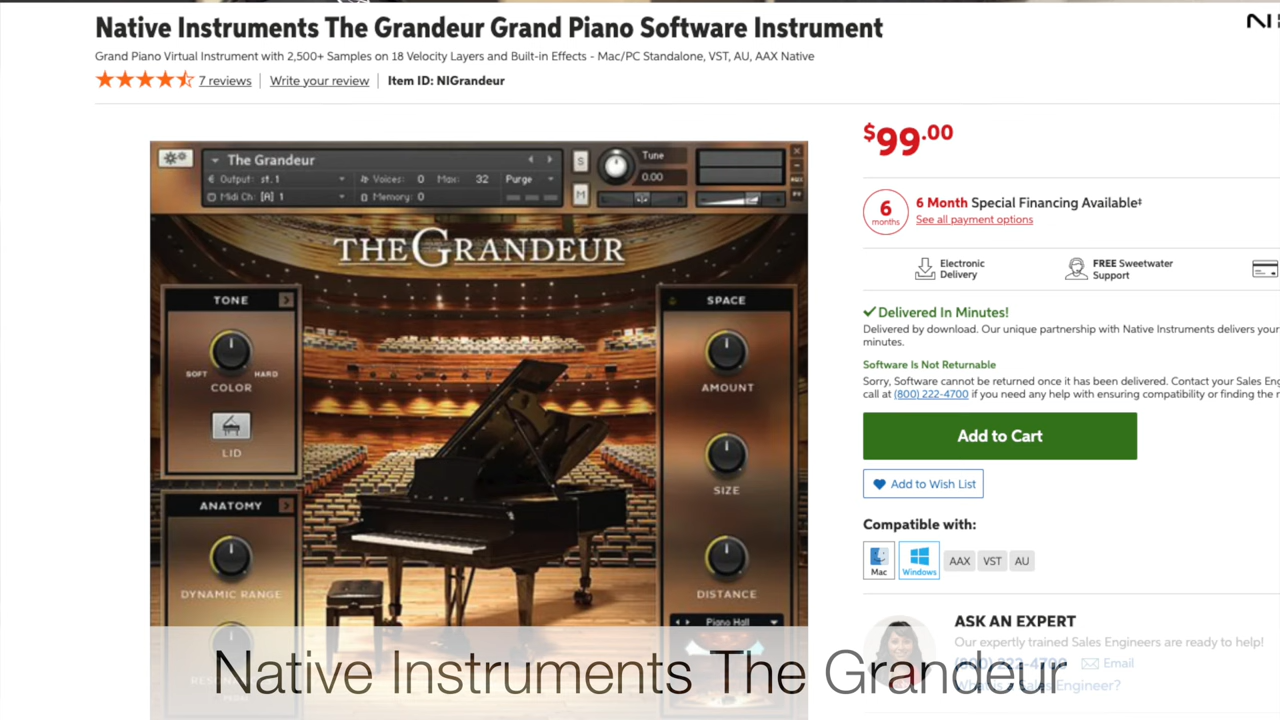 Native Instruments The Grandeur Grand Piano Software Instrument
Grand Piano Virtual Instrument with 2,500+ Samples on 18 Velocity Layers and Built-in Effects - Mac/PC Standalone, VST, AU, AAX Native
7 reviews | Write your review | Item ID: NIGrandeur
$99.00
6 months
6 Month Special Financing Available‡
See all payment options
Electronic Delivery
FREE Sweetwater Support
✓Delivered In Minutes!
Delivered by download. Our unique partnership with Native Instruments delivers your
minutes.
Software Is Not Returnable
Sorry, Software cannot be returned once it has been delivered. Contact your Sales Eng
call at (800) 222-4700 if you need any help with ensuring compatibility or finding the
Add to Cart
Add to Wish List
Compatible with:
Mac Windows AAX VST AU
ASK AN EXPERT
Our expertly trained Sales Engineers are ready to help!
(800) 222-4700 Email
What is a Sales Engineer?
The Grandeur
Output: st.1 Voices: 0 Max: 32 Purge
Midi Ch: [A] 1 Memory: 0
S
M
Tune
0.00
THE GRANDEUR
TONE
SOFT HARD
COLOR
LID
ANATOMY
DYNAMIC RANGE
SPACE
AMOUNT
SIZE
DISTANCE
Piano Hall
Native Instruments The Grandeur